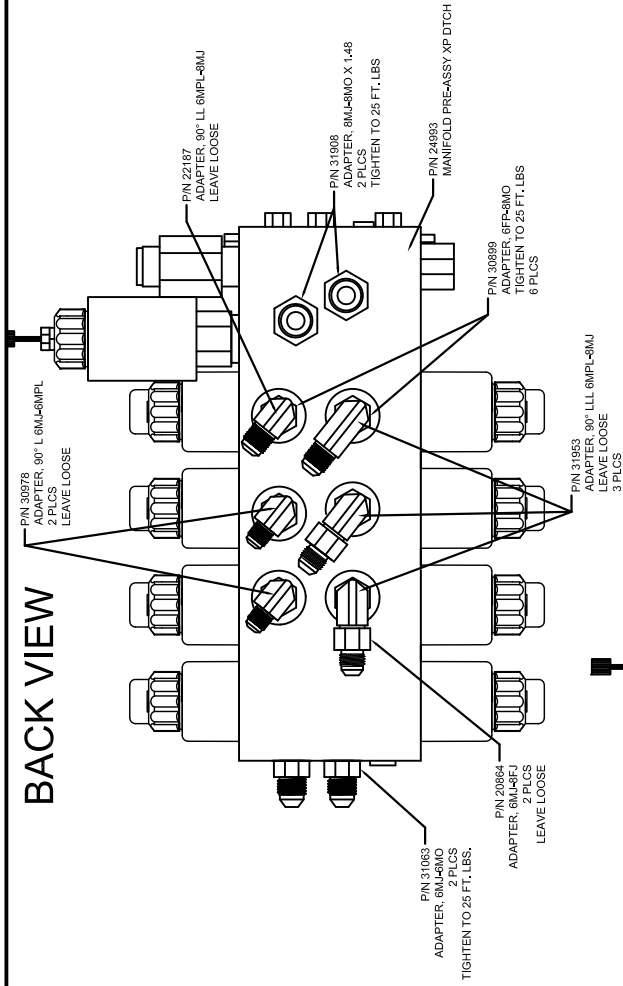 BACK VIEW
P/N 30978
ADAPTER, 90° L 6MJ-6MPL
2 PLCS
LEAVE LOOSE
P/N 22187
ADAPTER, 90° LL 6MPL-8MJ
LEAVE LOOSE
P/N 31908
ADAPTER, 8MJ-8MO X 1.48
2 PLCS
TIGHTEN TO 25 FT. LBS
P/N 24993
MANIFOLD PRE-ASSY XP DTCH
P/N 30899
ADAPTER, 6FP-8MO
TIGHTEN TO 25 FT. LBS
6 PLCS
P/N 31953
ADAPTER, 90° LLL 6MPL-8MJ
LEAVE LOOSE
3 PLCS
P/N 20864
ADAPTER, 6MJ-8FJ
2 PLCS
LEAVE LOOSE
P/N 31063
ADAPTER, 6MJ-6MO
2 PLCS
TIGHTEN TO 25 FT. LBS.